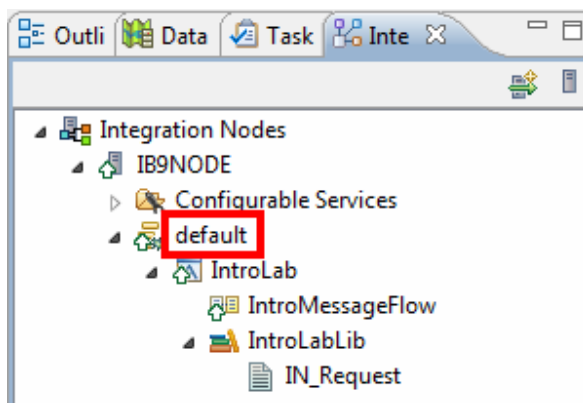 Outli Data Task Inte
Integration Nodes
IB9NODE
Configurable Services
default
IntroLab
IntroMessageFlow
IntroLabLib
IN_Request